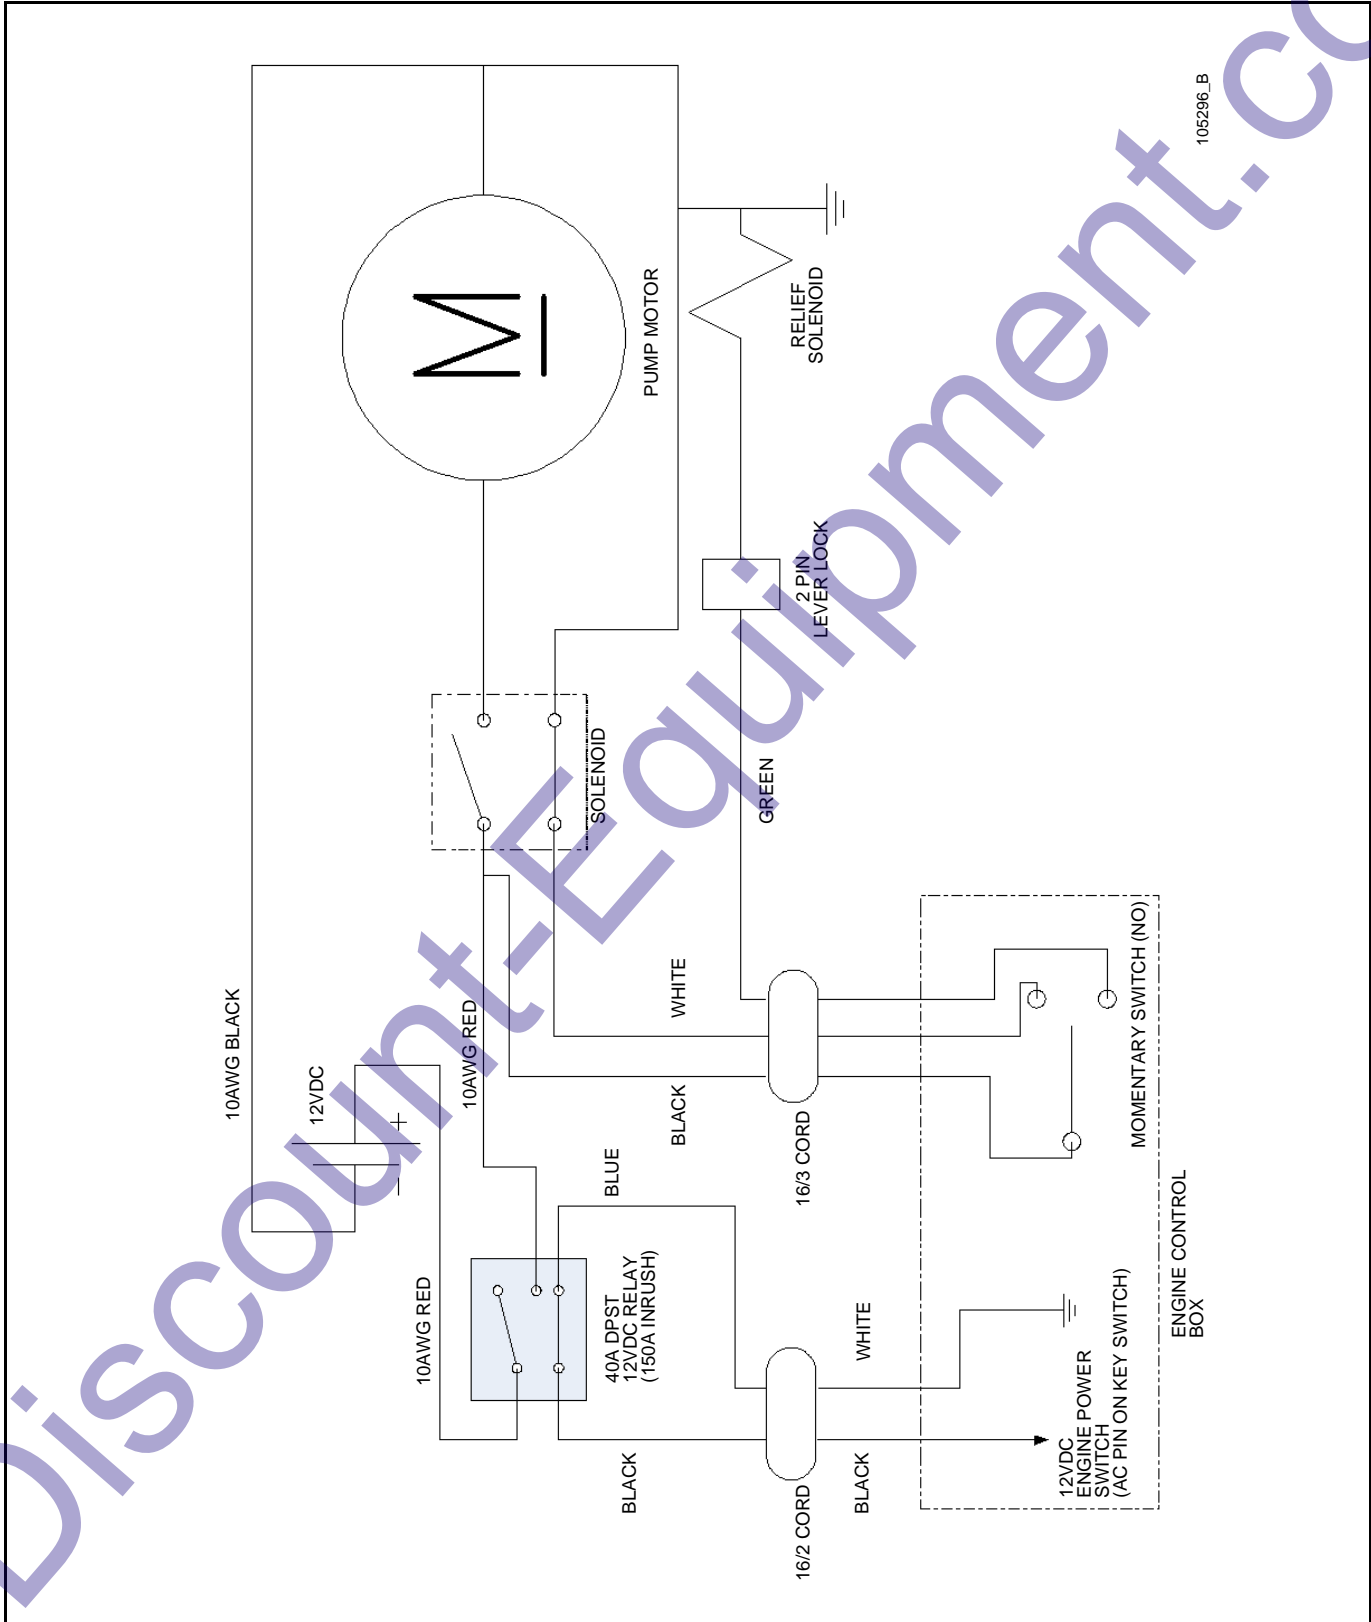 10AWG BLACK
12VDC
+
–
10AWG RED
10AWG RED
40A DPST
12VDC RELAY
(150A INRUSH)
BLUE
BLACK
16/2 CORD
BLACK
WHITE
12VDC
ENGINE POWER
SWITCH
(AC PIN ON KEY SWITCH)
ENGINE CONTROL
BOX
MOMENTARY SWITCH (NO)
16/3 CORD
BLACK
WHITE
GREEN
SOLENOID
2 PIN
LEVER LOCK
M
PUMP MOTOR
RELIEF
SOLENOID
105296_B
Discount-Equipment.co